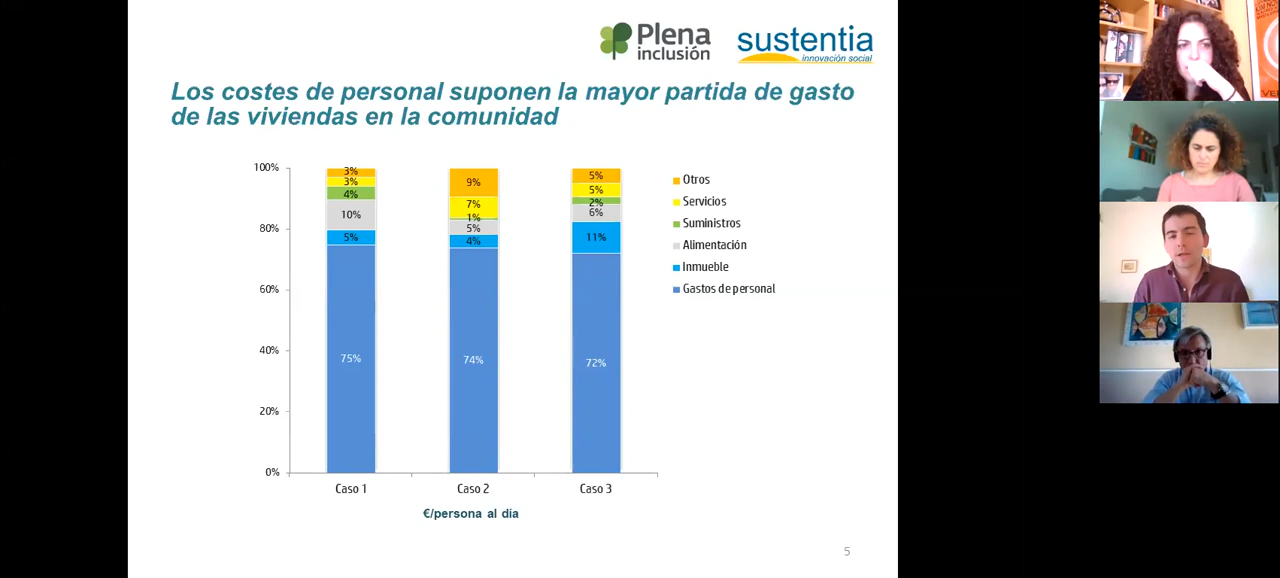 Plena
inclusión
sustentia
innovación social
Los costes de personal suponen la mayor partida de gasto
de las viviendas en la comunidad
100%
80%
60%
40%
20%
0%
3%
3%
4%
10%
5%
75%
9%
7%
1%
5%
4%
74%
5%
5%
2%
6%
11%
72%
Caso 1
Caso 2
Caso 3
€/persona al día
Otros
Servicios
Suministros
Alimentación
Inmueble
Gastos de personal
5